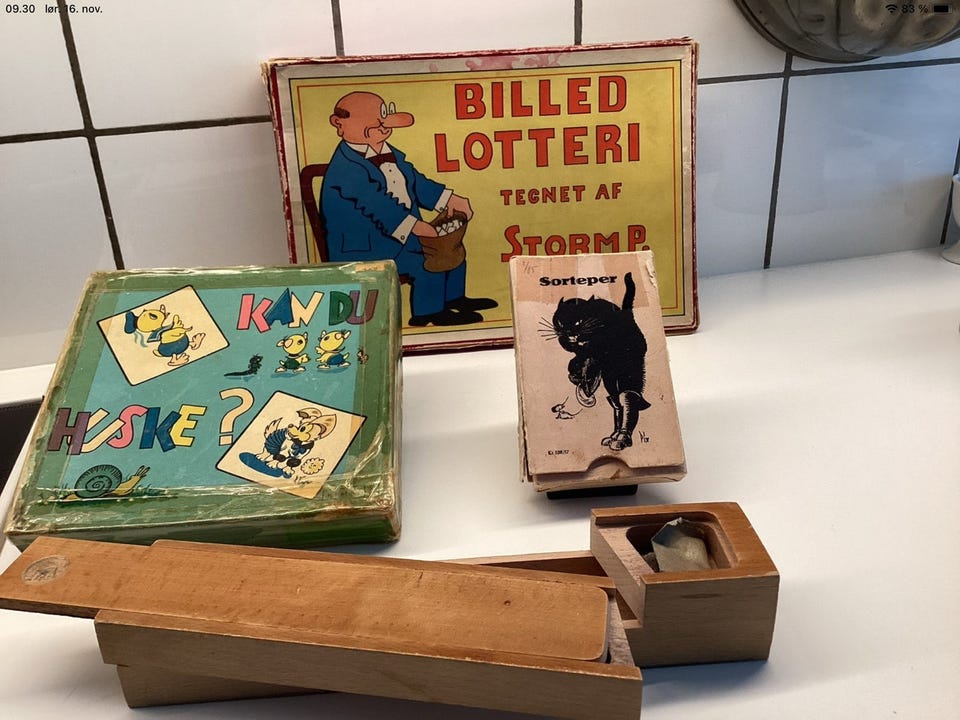 09.30 lør. 16. nov.
83 %
BILLED
LOTTERI
TEGNET AF
STORM P.
KAN DU
HUSKE?
Sorteper